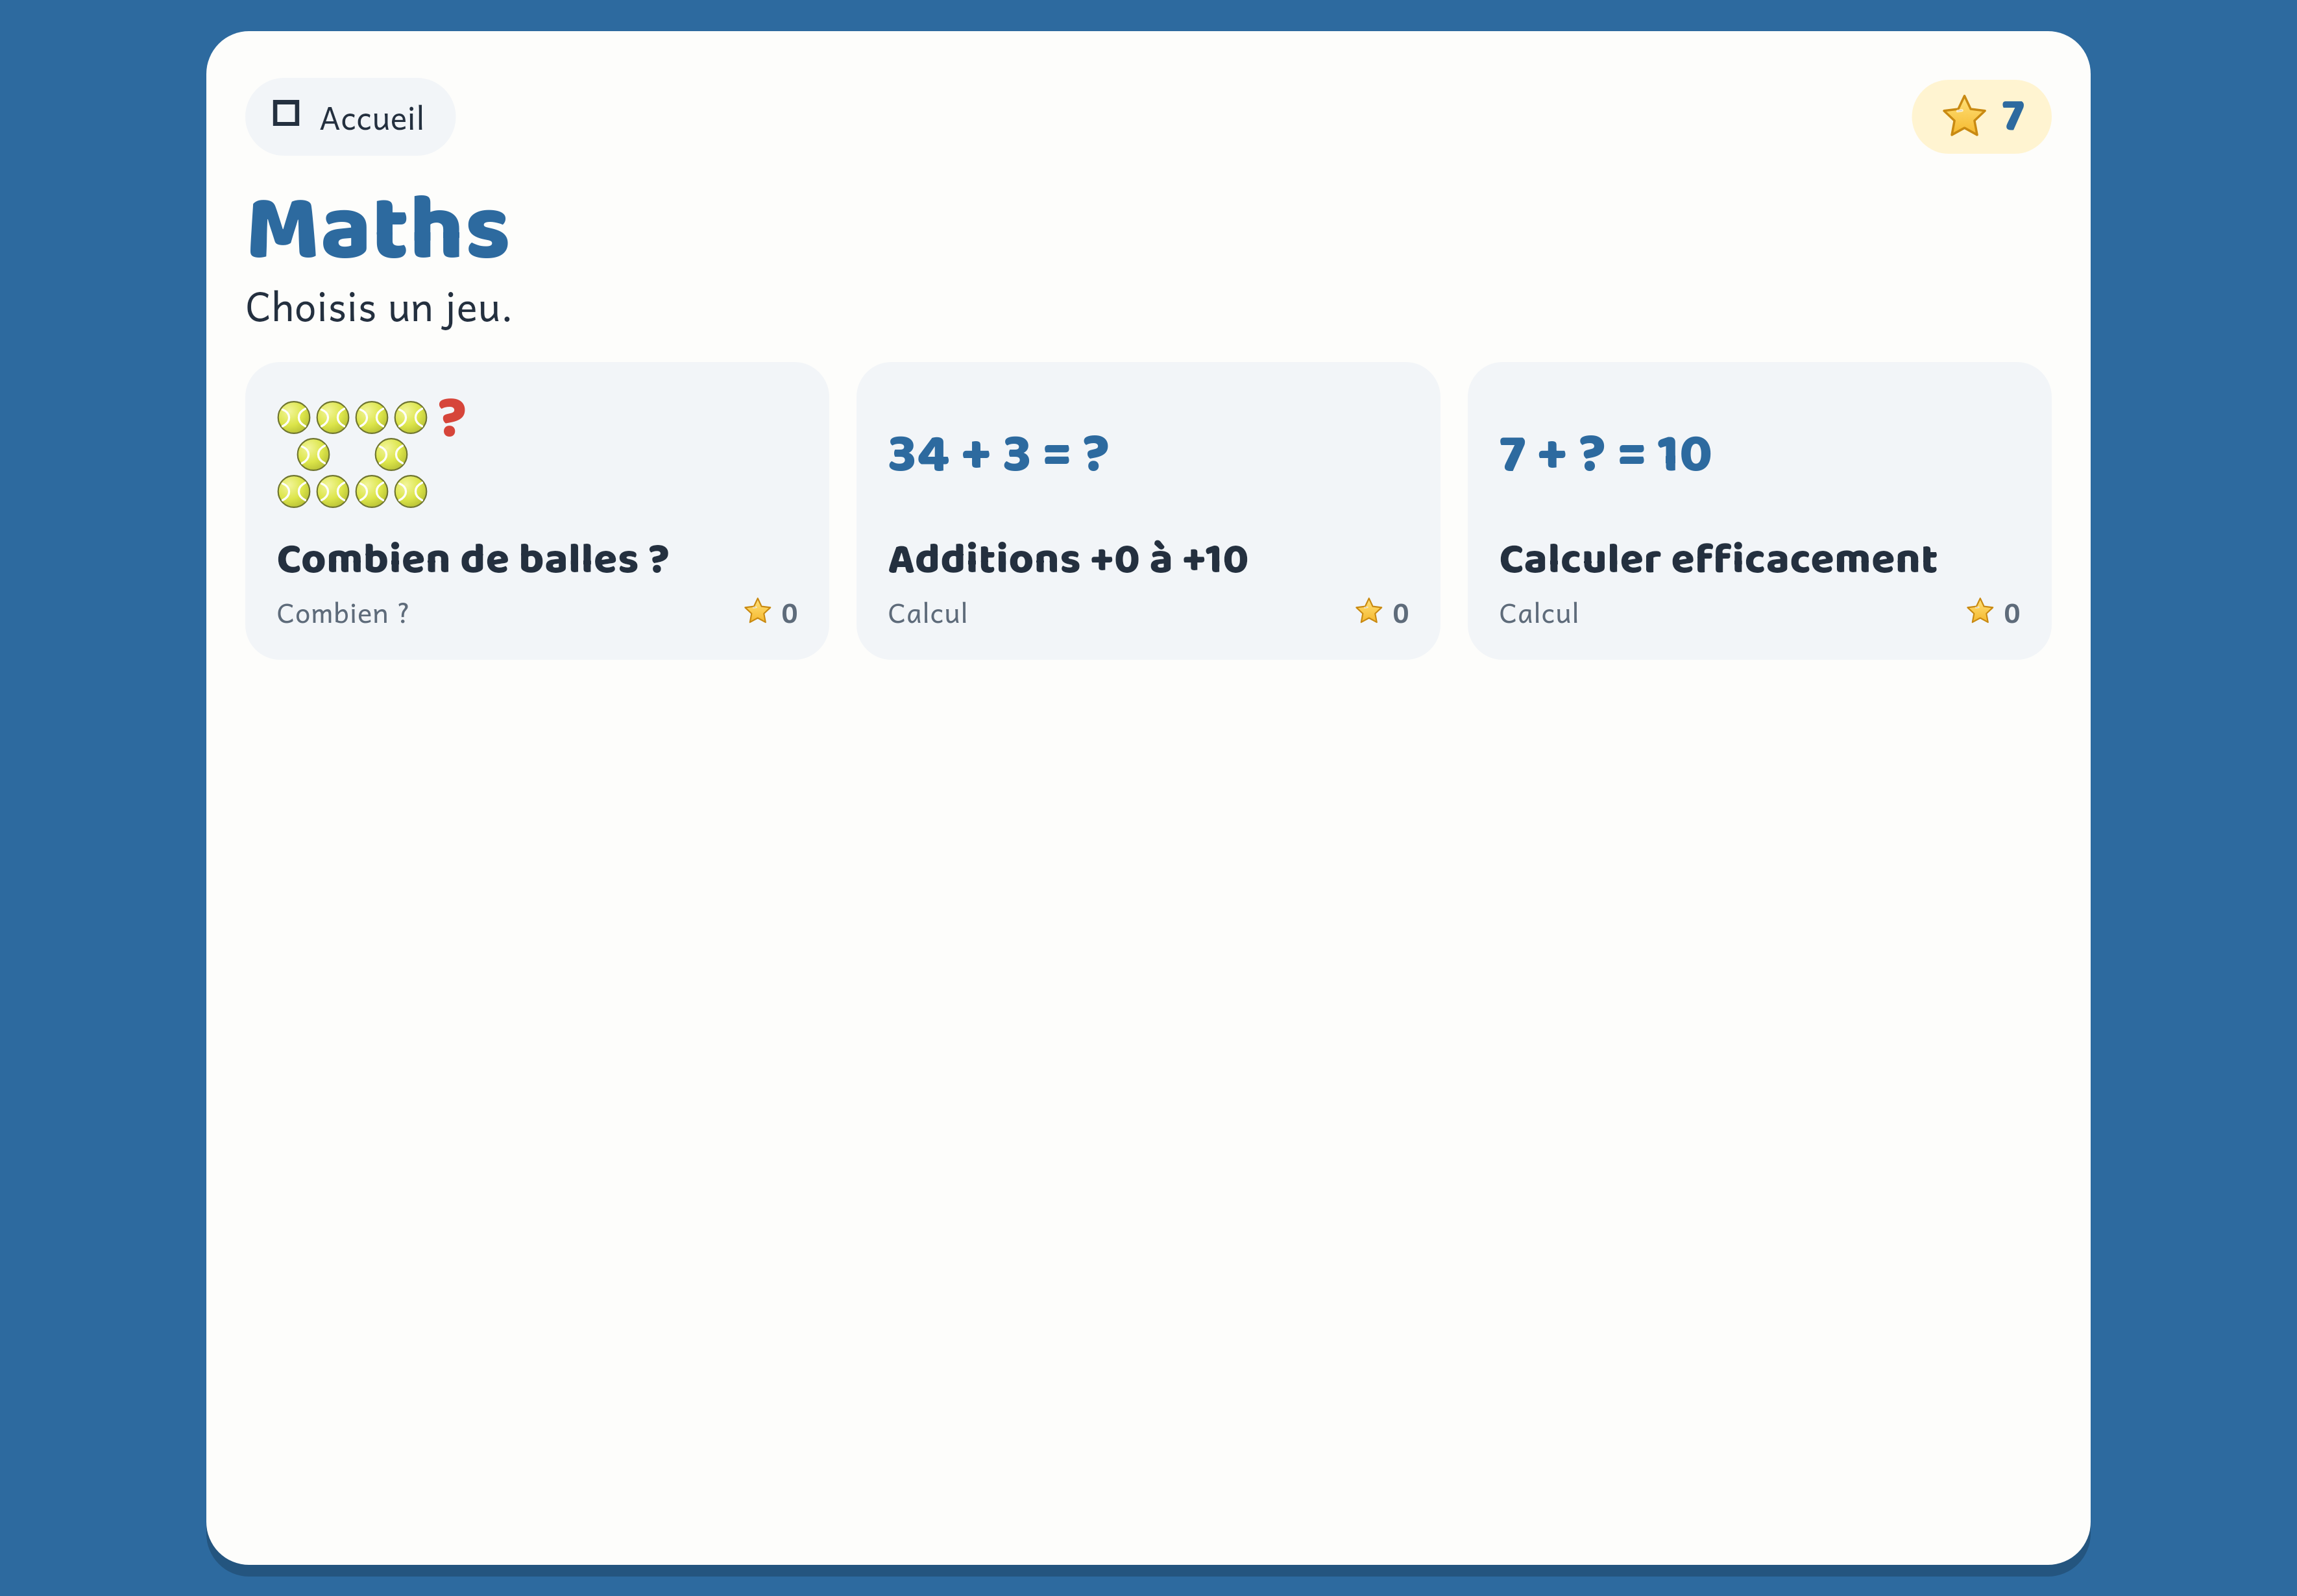 Accueil
7
Maths
Choisis un jeu.
?
Combien de balles ?
Combien ?
0
34 + 3 = ?
Additions +0 à +10
Calcul
0
7 + ? = 10
Calculer efficacement
Calcul
0